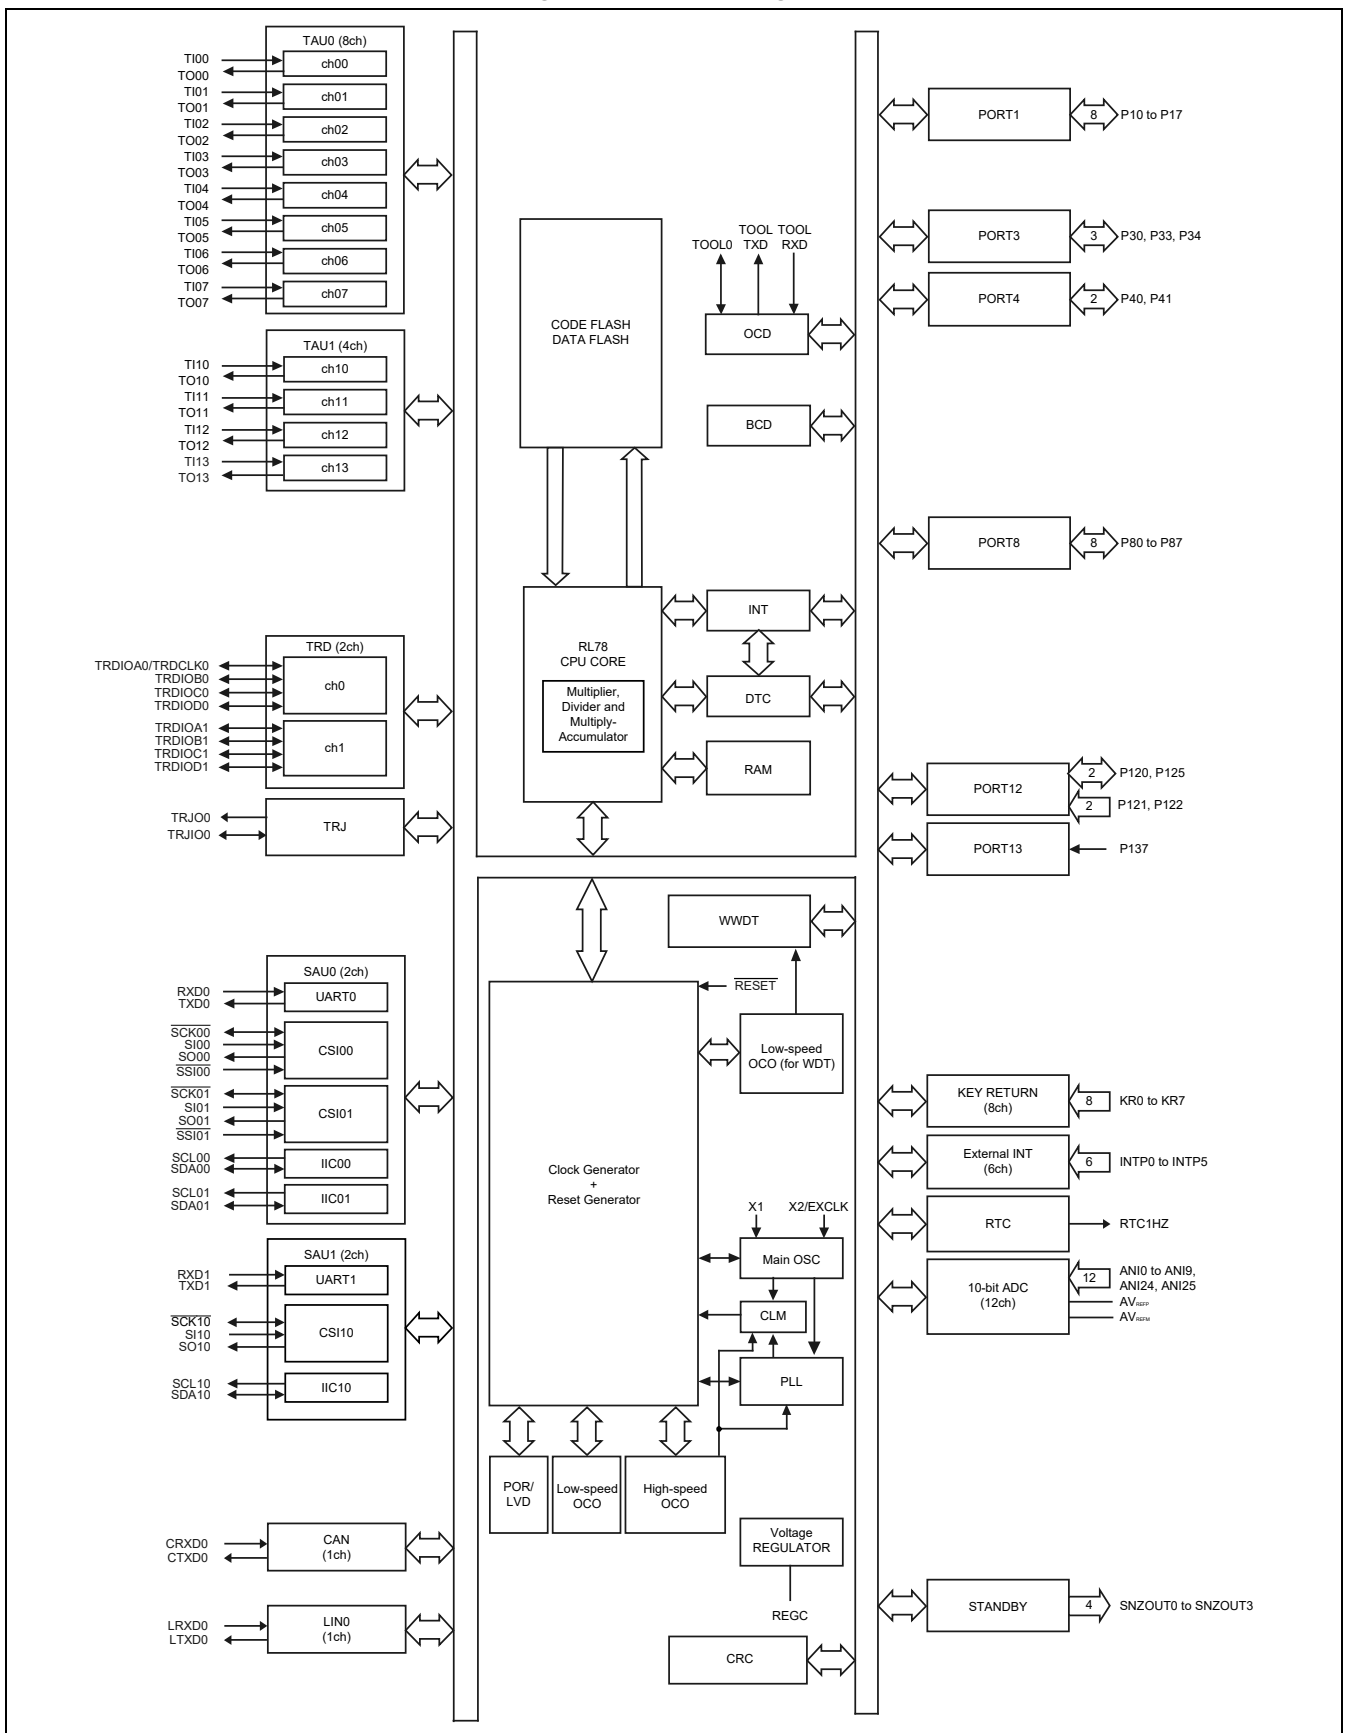 TAU0 (8ch)
TI00
TO00
ch00
TI01
TO01
ch01
TI02
TO02
ch02
TI03
TO03
ch03
TI04
TO04
ch04
TI05
TO05
ch05
TI06
TO06
ch06
TI07
TO07
ch07
TAU1 (4ch)
TI10
TO10
ch10
TI11
TO11
ch11
TI12
TO12
ch12
TI13
TO13
ch13
TRD (2ch)
TRDIOA0/TRDCLK0
TRDIOB0
TRDIOC0
TRDIOD0
ch0
TRDIOA1
TRDIOB1
TRDIOC1
TRDIOD1
ch1
TRJO0
TRJIO0
TRJ
SAU0 (2ch)
RXD0
TXD0
UART0
SCK00
SI00
SO00
SSI00
CSI00
SCK01
SI01
SO01
SSI01
CSI01
SCL00
SDA00
IIC00
SCL01
SDA01
IIC01
SAU1 (2ch)
RXD1
TXD1
UART1
SCK10
SI10
SO10
CSI10
SCL10
SDA10
IIC10
CRXD0
CTXD0
CAN
(1ch)
LRXD0
LTXD0
LIN0
(1ch)
CODE FLASH
DATA FLASH
TOOL0
TOOL
TXD
TOOL
RXD
OCD
BCD
RL78
CPU CORE
Multiplier,
Divider and
Multiply-
Accumulator
INT
DTC
RAM
WWDT
RESET
Low-speed
OCO (for WDT)
Clock Generator
+
Reset Generator
X1
X2/EXCLK
Main OSC
CLM
PLL
POR/
LVD
Low-speed
OCO
High-speed
OCO
Voltage
REGULATOR
REGC
CRC
PORT1
8
P10 to P17
PORT3
3
P30, P33, P34
PORT4
2
P40, P41
PORT8
8
P80 to P87
PORT12
2
P120, P125
2
P121, P122
PORT13
P137
KEY RETURN
(8ch)
8
KR0 to KR7
External INT
(6ch)
6
INTP0 to INTP5
RTC
RTC1HZ
10-bit ADC
(12ch)
12
ANI0 to ANI9,
ANI24, ANI25
AVREFP
AVREFM
STANDBY
4
SNZOUT0 to SNZOUT3